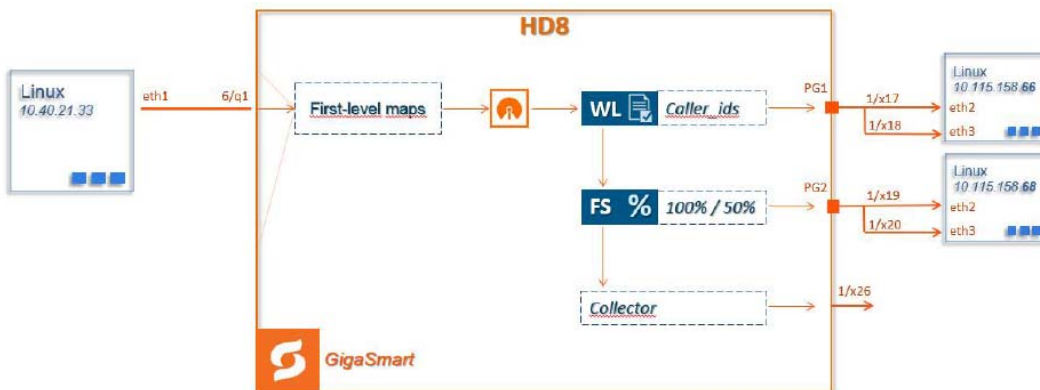 HD8
Linux
10.40.21.33
eth1
6/q1
First-level maps
WL
Caller_ids
PG1
1/x17
1/x18
Linux
10.115.158.66
eth2
eth3
FS % 100% / 50%
PG2
1/x19
1/x20
Linux
10.115.158.68
eth2
eth3
Collector
1/x26
GigaSmart